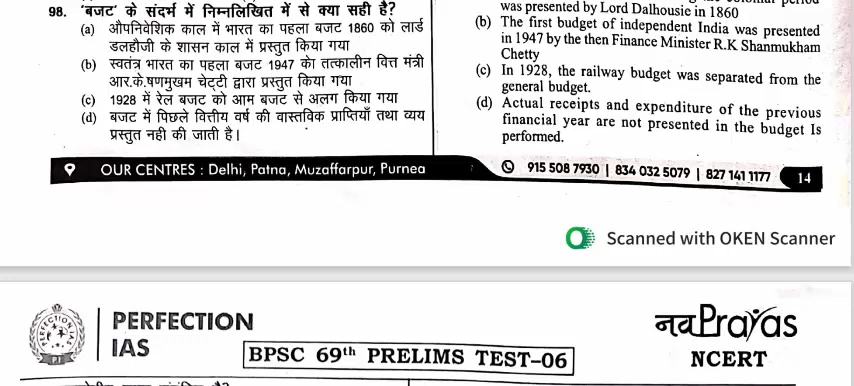 98. 'बजट' के संदर्भ में निम्नलिखित में से क्या सही है?
(a) औपनिवेशिक काल में भारत का पहला बजट 1860 को लार्ड
डलहौजी के शासन काल में प्रस्तुत किया गया
(b) स्वतंत्र भारत का पहला बजट 1947 को तत्कालीन वित्त मंत्री
आर.के.षणमुखम चेट्टी द्वारा प्रस्तुत किया गया
(c) 1928 में रेल बजट को आम बजट से अलग किया गया
(d) बजट में पिछले वित्तीय वर्ष की वास्तविक प्राप्तियाँ तथा व्यय
प्रस्तुत नही की जाती है।
was presented by Lord Dalhousie in 1860
(b) The first budget of independent India was presented
in 1947 by the then Finance Minister R.K Shanmukham
Chetty
(c) In 1928, the railway budget was separated from the
general budget.
(d) Actual receipts and expenditure of the previous
financial year are not presented in the budget Is
performed.
OUR CENTRES : Delhi, Patna, Muzaffarpur, Purnea
915 508 7930 | 834 032 5079 | 827 141 1177
14
Scanned with OKEN Scanner
PERFECTION
IAS
BPSC 69th PRELIMS TEST-06
नवPrayas
NCERT